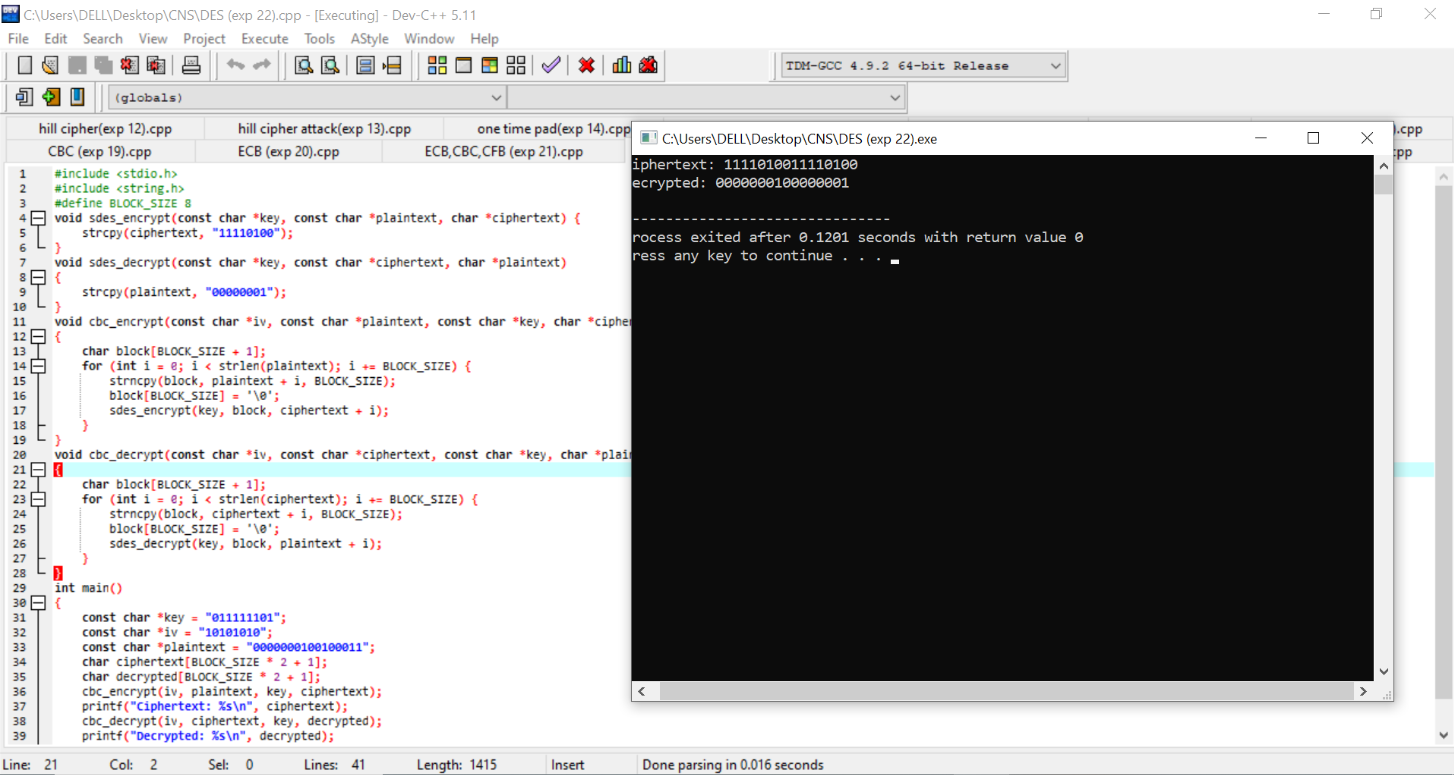 C:\Users\DELL\Desktop\CNS\DES (exp 22).cpp - [Executing] - Dev-C++ 5.11
File Edit Search View Project Execute Tools AStyle Window Help
TDM-GCC 4.9.2 64-bit Release
(globals)
hill cipher(exp 12).cpp hill cipher attack(exp 13).cpp one time pad(exp 14).cpp ).cpp
CBC (exp 19).cpp ECB (exp 20).cpp ECB,CBC,CFB (exp 21).cpp cpp
1 #include <stdio.h>
2 #include <string.h>
3 #define BLOCK_SIZE 8
4 void sdes_encrypt(const char *key, const char *plaintext, char *ciphertext) {
5 strcpy(ciphertext, "11110100");
6 }
7 void sdes_decrypt(const char *key, const char *ciphertext, char *plaintext)
8 {
9 strcpy(plaintext, "00000001");
10 }
11 void cbc_encrypt(const char *iv, const char *plaintext, const char *key, char *cipher
12 {
13 char block[BLOCK_SIZE + 1];
14 for (int i = 0; i < strlen(plaintext); i += BLOCK_SIZE) {
15 strncpy(block, plaintext + i, BLOCK_SIZE);
16 block[BLOCK_SIZE] = '\0';
17 sdes_encrypt(key, block, ciphertext + i);
18 }
19 }
20 void cbc_decrypt(const char *iv, const char *ciphertext, const char *key, char *plain
21 {
22 char block[BLOCK_SIZE + 1];
23 for (int i = 0; i < strlen(ciphertext); i += BLOCK_SIZE) {
24 strncpy(block, ciphertext + i, BLOCK_SIZE);
25 block[BLOCK_SIZE] = '\0';
26 sdes_decrypt(key, block, plaintext + i);
27 }
28 }
29 int main()
30 {
31 const char *key = "011111101";
32 const char *iv = "10101010";
33 const char *plaintext = "0000000100100011";
34 char ciphertext[BLOCK_SIZE * 2 + 1];
35 char decrypted[BLOCK_SIZE * 2 + 1];
36 cbc_encrypt(iv, plaintext, key, ciphertext);
37 printf("Ciphertext: %s\n", ciphertext);
38 cbc_decrypt(iv, ciphertext, key, decrypted);
39 printf("Decrypted: %s\n", decrypted);
C:\Users\DELL\Desktop\CNS\DES (exp 22).exe
iphertext: 1111010011110100
ecrypted: 0000000100000001
-------------------------------
rocess exited after 0.1201 seconds with return value 0
ress any key to continue . . .
Line: 21 Col: 2 Sel: 0 Lines: 41 Length: 1415 Insert Done parsing in 0.016 seconds